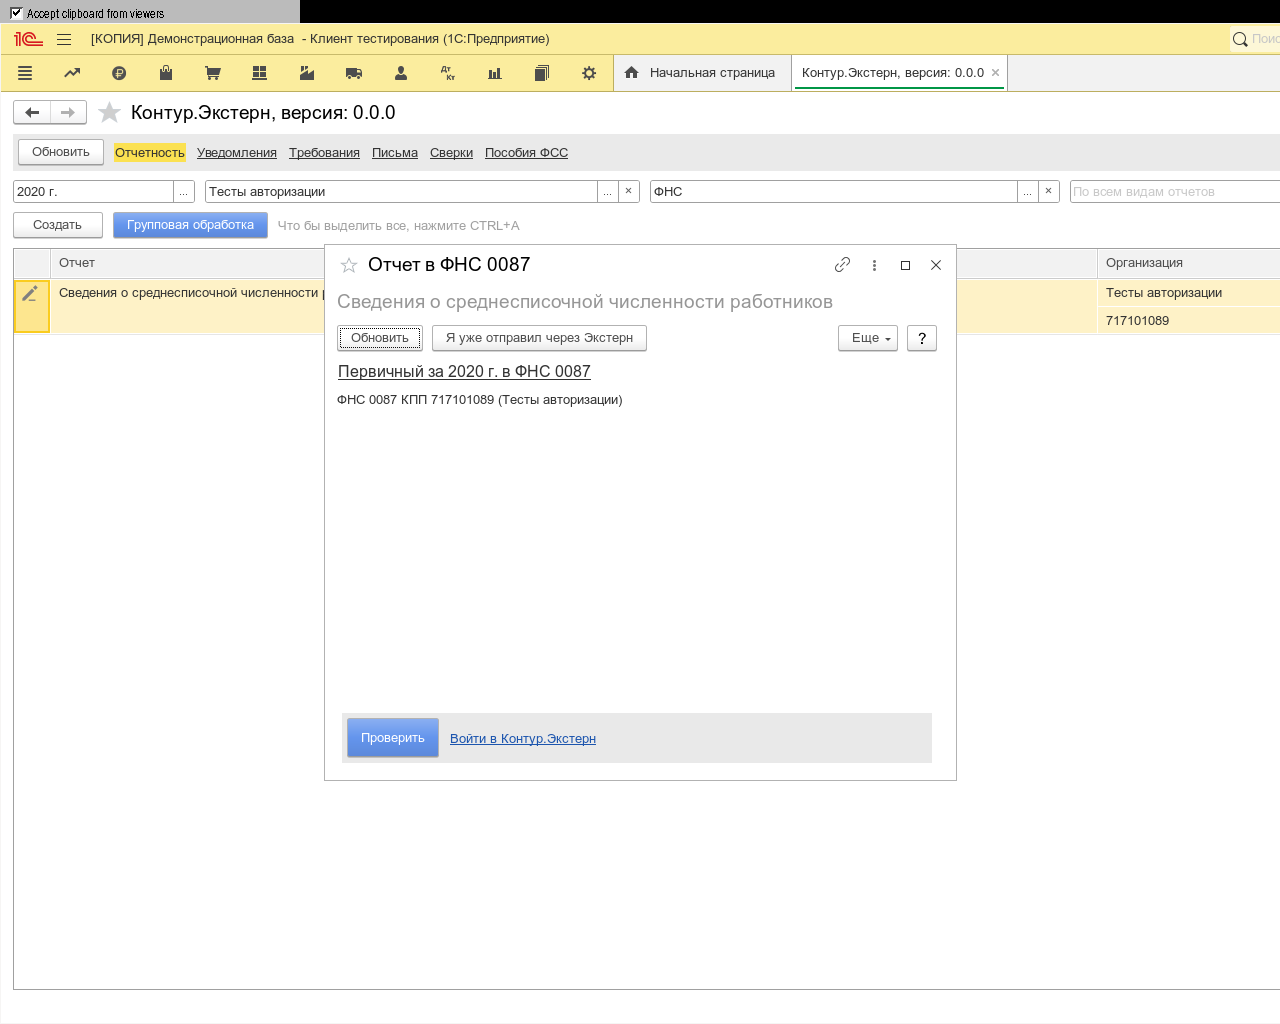 Accept clipboard from viewers
[КОПИЯ] Демонстрационная база - Клиент тестирования (1С:Предприятие)
Дт Кт
Начальная страница
Контур.Экстерн, версия: 0.0.0
Контур.Экстерн, версия: 0.0.0
Обновить Отчетность Уведомления Требования Письма Сверки Пособия ФСС
2020 г. ... Тесты авторизации ... × ФНС ... × По всем видам отчетов
Создать Групповая обработка Что бы выделить все, нажмите CTRL+A
Отчет Организация
Сведения о среднесписочной численности
Тесты авторизации
717101089
Отчет в ФНС 0087
Сведения о среднесписочной численности работников
Обновить Я уже отправил через Экстерн Еще ?
Первичный за 2020 г. в ФНС 0087
ФНС 0087 КПП 717101089 (Тесты авторизации)
Проверить Войти в Контур.Экстерн